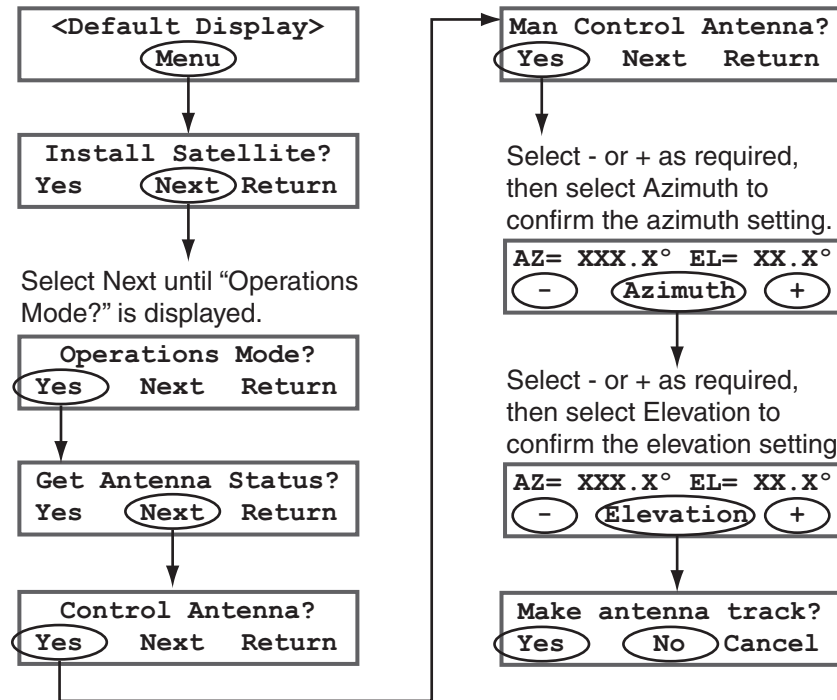 <Default Display>
Menu
Install Satellite?
Yes Next Return
Select Next until “Operations
Mode?” is displayed.
Operations Mode?
Yes Next Return
Get Antenna Status?
Yes Next Return
Control Antenna?
Yes Next Return
Man Control Antenna?
Yes Next Return
Select - or + as required,
then select Azimuth to
confirm the azimuth setting.
AZ= XXX.X° EL= XX.X°
- Azimuth +
Select - or + as required,
then select Elevation to
confirm the elevation setting
AZ= XXX.X° EL= XX.X°
- Elevation +
Make antenna track?
Yes No Cancel